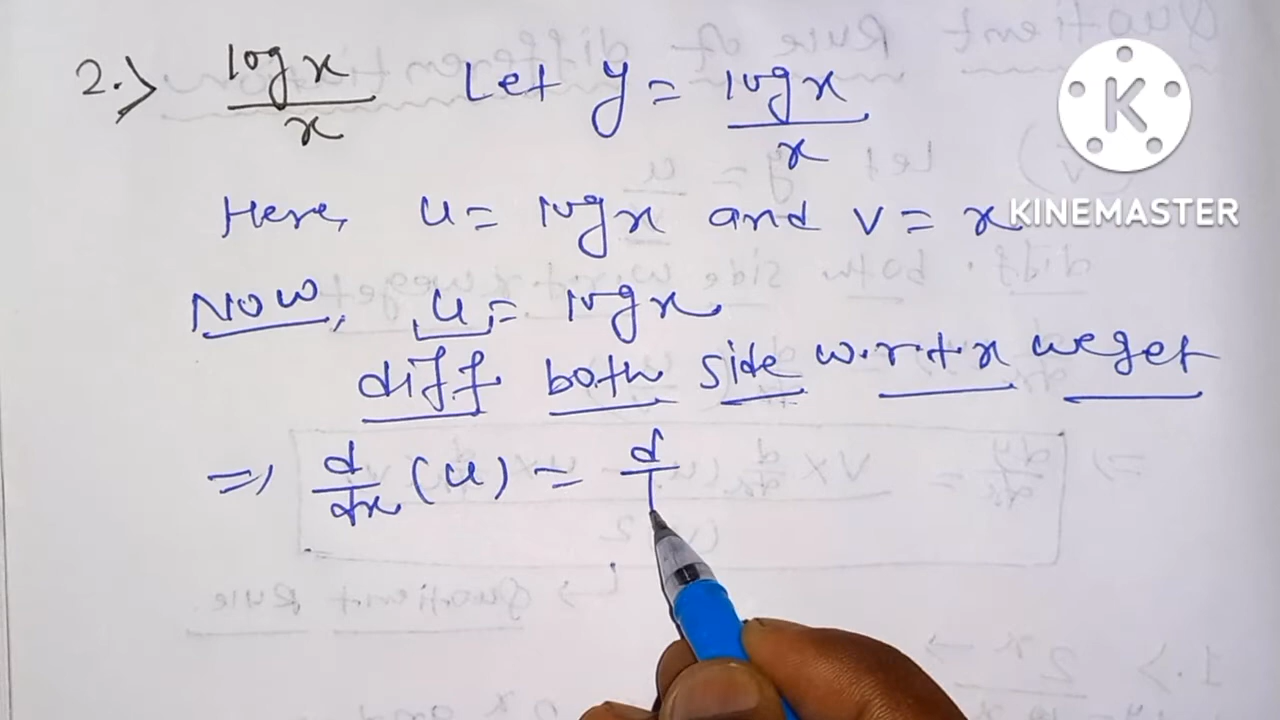 2.> log x / x Let y = log x / x
K
KINEMASTER
Here, u = log x and v = x
Now, u = log x
diff both side w.r.t x we get
=> d/dx (u) = d